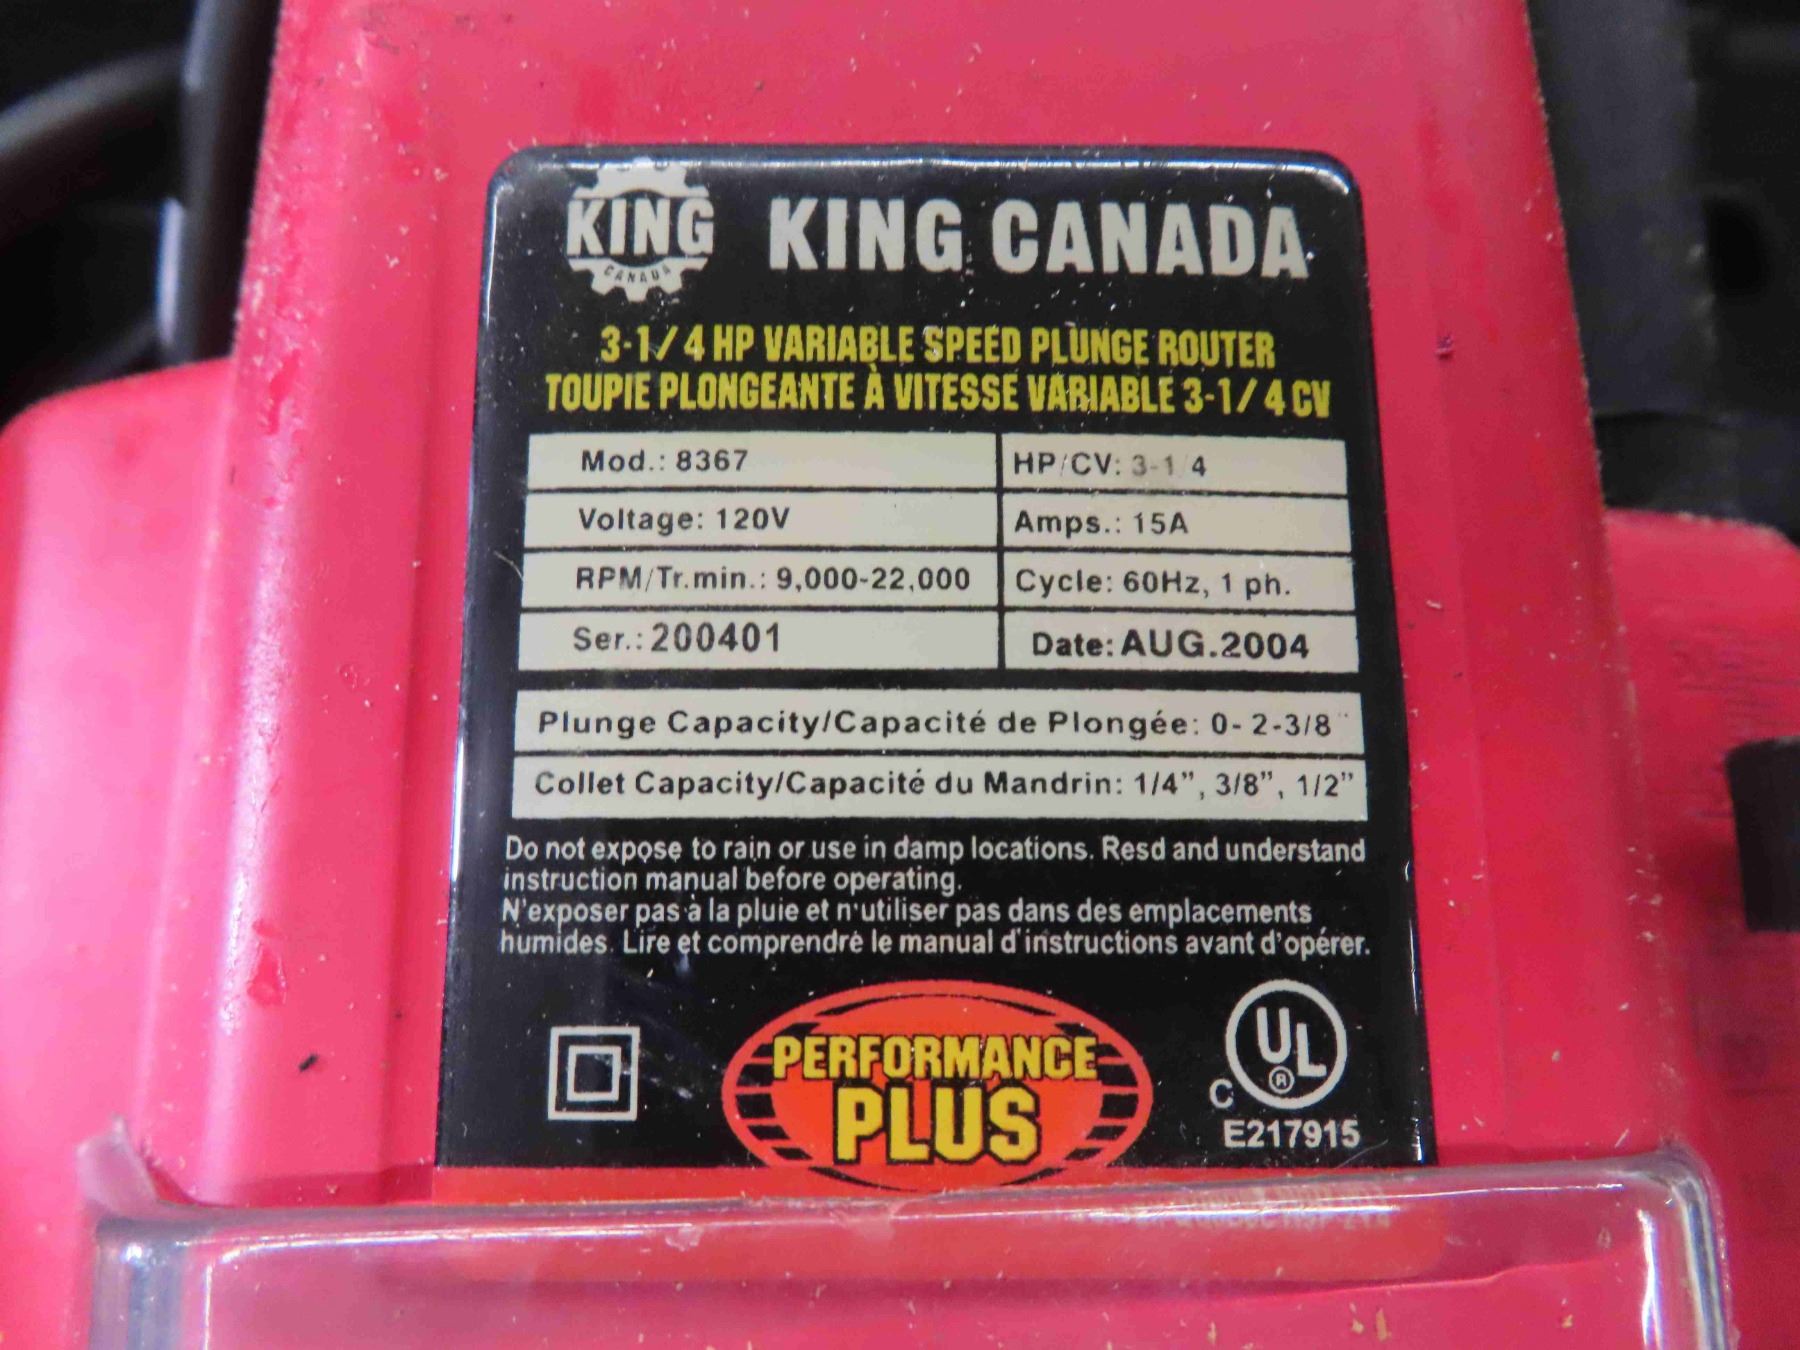 KING
CANADA
KING CANADA
3-1/4 HP VARIABLE SPEED PLUNGE ROUTER
TOUPIE PLONGEANTE À VITESSE VARIABLE 3-1/4 CV
Mod.: 8367
HP/CV: 3-1/4
Voltage: 120V
Amps.: 15A
RPM/Tr.min.: 9,000-22,000
Cycle: 60Hz, 1 ph.
Ser.: 200401
Date: AUG.2004
Plunge Capacity/Capacité de Plongée: 0- 2-3/8"
Collet Capacity/Capacité du Mandrin: 1/4", 3/8", 1/2"
Do not expose to rain or use in damp locations. Resd and understand
instruction manual before operating.
N'exposer pas à la pluie et n'utiliser pas dans des emplacements
humides. Lire et comprendre le manual d'instructions avant d'opérer.
PERFORMANCE
PLUS
C UL ®
E217915